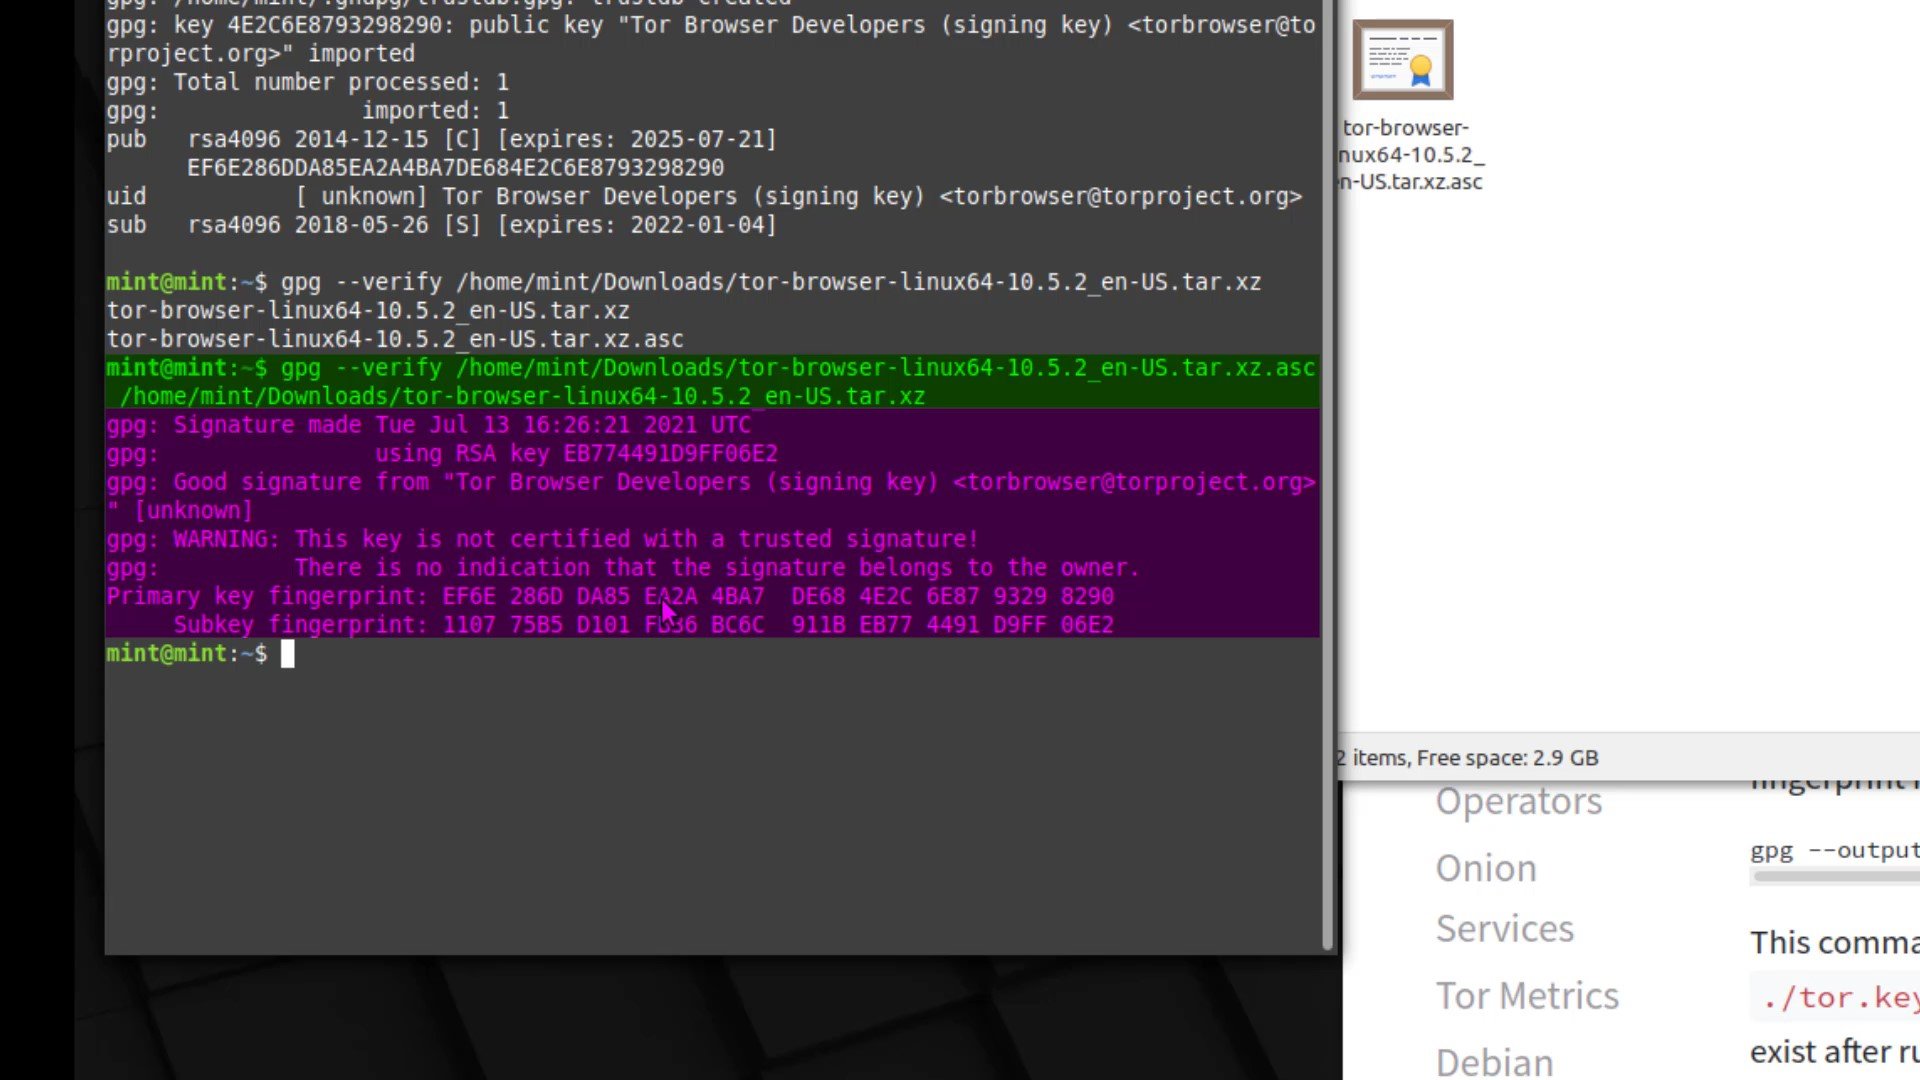 gpg: /home/mint/.gnupg/trustdb.gpg: trustdb created
gpg: key 4E2C6E8793298290: public key "Tor Browser Developers (signing key) <torbrowser@to
rproject.org>" imported
gpg: Total number processed: 1
gpg:               imported: 1
pub   rsa4096 2014-12-15 [C] [expires: 2025-07-21]
      EF6E286DDA85EA2A4BA7DE684E2C6E8793298290
uid           [ unknown] Tor Browser Developers (signing key) <torbrowser@torproject.org>
sub   rsa4096 2018-05-26 [S] [expires: 2022-01-04]
mint@mint:~$ gpg --verify /home/mint/Downloads/tor-browser-linux64-10.5.2_en-US.tar.xz
tor-browser-linux64-10.5.2_en-US.tar.xz
tor-browser-linux64-10.5.2_en-US.tar.xz.asc
mint@mint:~$ gpg --verify /home/mint/Downloads/tor-browser-linux64-10.5.2_en-US.tar.xz.asc
 /home/mint/Downloads/tor-browser-linux64-10.5.2_en-US.tar.xz
gpg: Signature made Tue Jul 13 16:26:21 2021 UTC
gpg:                using RSA key EB774491D9FF06E2
gpg: Good signature from "Tor Browser Developers (signing key) <torbrowser@torproject.org>
" [unknown]
gpg: WARNING: This key is not certified with a trusted signature!
gpg:          There is no indication that the signature belongs to the owner.
Primary key fingerprint: EF6E 286D DA85 EA2A 4BA7  DE68 4E2C 6E87 9329 8290
     Subkey fingerprint: 1107 75B5 D101 FB36 BC6C  911B EB77 4491 D9FF 06E2
mint@mint:~$
tor-browser-
nux64-10.5.2_
n-US.tar.xz.asc
2 items, Free space: 2.9 GB
Operators
Onion
Services
Tor Metrics
Debian
fingerprint
gpg --output
This comma
./tor.key
exist after ru